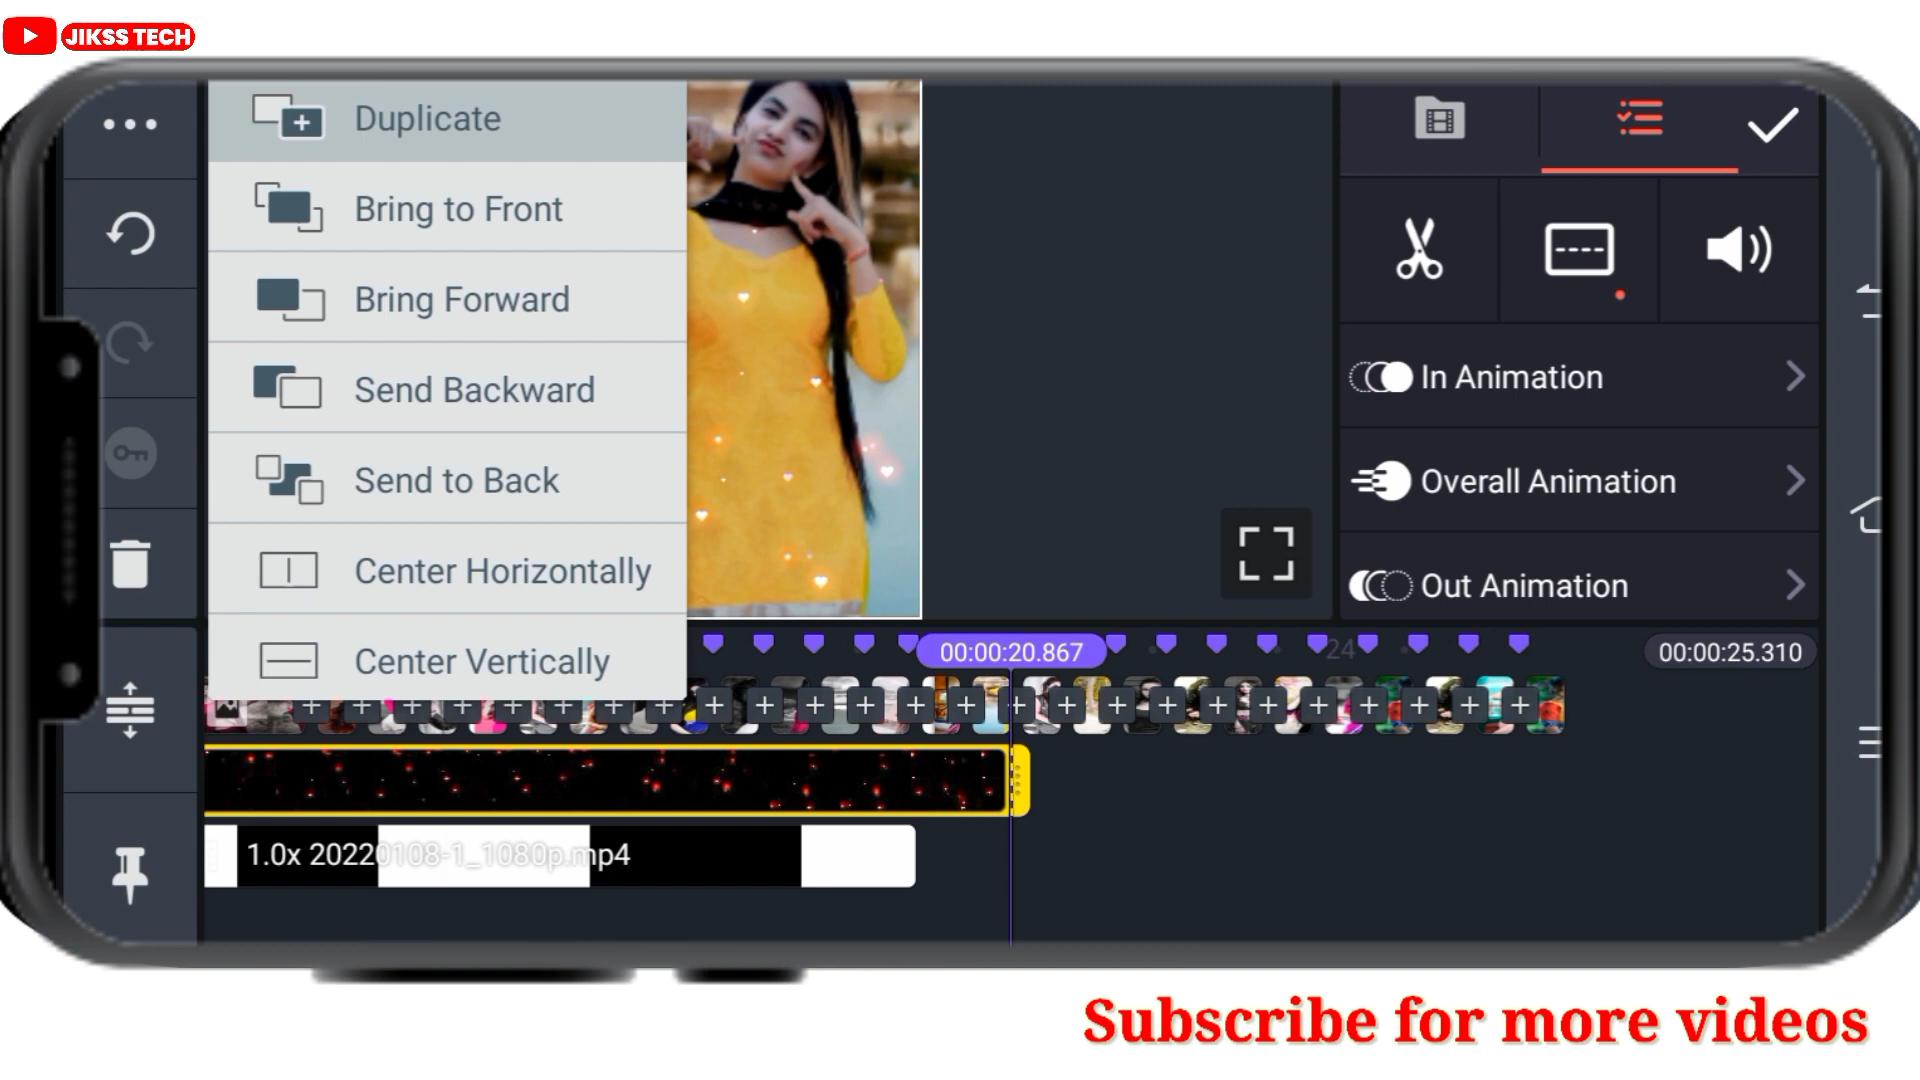 JIKSS TECH
Duplicate
Bring to Front
Bring Forward
Send Backward
Send to Back
Center Horizontally
Center Vertically
In Animation
Overall Animation
Out Animation
00:00:20.867
24
00:00:25.310
1.0x 20220108-1_1080p.mp4
Subscribe for more videos